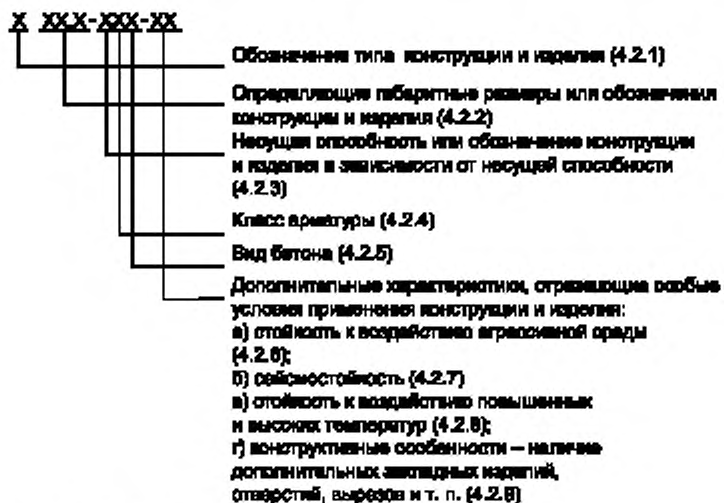 X XX.X-XXX-XX
Обозначение типа конструкции и изделия (4.2.1)
Определяющие габаритные размеры или обозначения
конструкции и изделия (4.2.2)
Несущая способность или обозначение конструкции
и изделия в зависимости от несущей способности
(4.2.3)
Класс арматуры (4.2.4)
Вид бетона (4.2.5)
Дополнительные характеристики, отражающие особые
условия применения конструкции и изделия:
а) стойкость к воздействию агрессивной среды
(4.2.6);
б) сейсмостойкость (4.2.7)
в) стойкость к воздействию повышенных
и высоких температур (4.2.8);
г) конструктивные особенности – наличие
дополнительных закладных изделий,
отверстий, вырезов и т. п. (4.2.9)